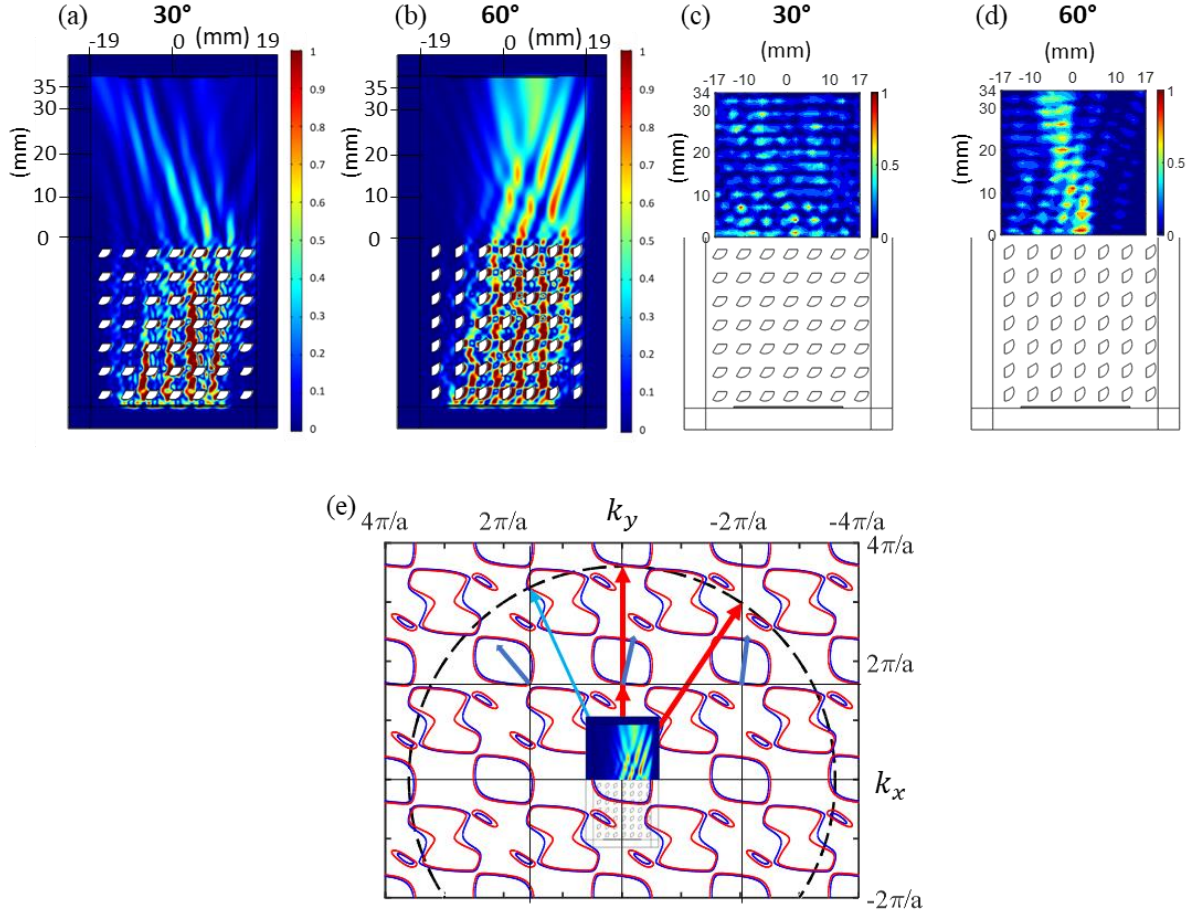 (a) 30° (b) 60° (c) 30° (d) 60°
-19 0 (mm) 19 -19 0 (mm) 19 (mm) (mm)
-17 -10 0 10 17 -17 -10 0 10 17
35 30 20 10 0 (mm)
1 0.9 0.8 0.7 0.6 0.5 0.4 0.3 0.2 0.1 0
35 30 20 10 0 (mm)
1 0.9 0.8 0.7 0.6 0.5 0.4 0.3 0.2 0.1 0
34 30 20 10 0 (mm)
1 0.5 0
34 30 20 10 0 (mm)
1 0.5 0
(e)
4π/a 2π/a k_y -2π/a -4π/a
4π/a
2π/a
k_x
-2π/a